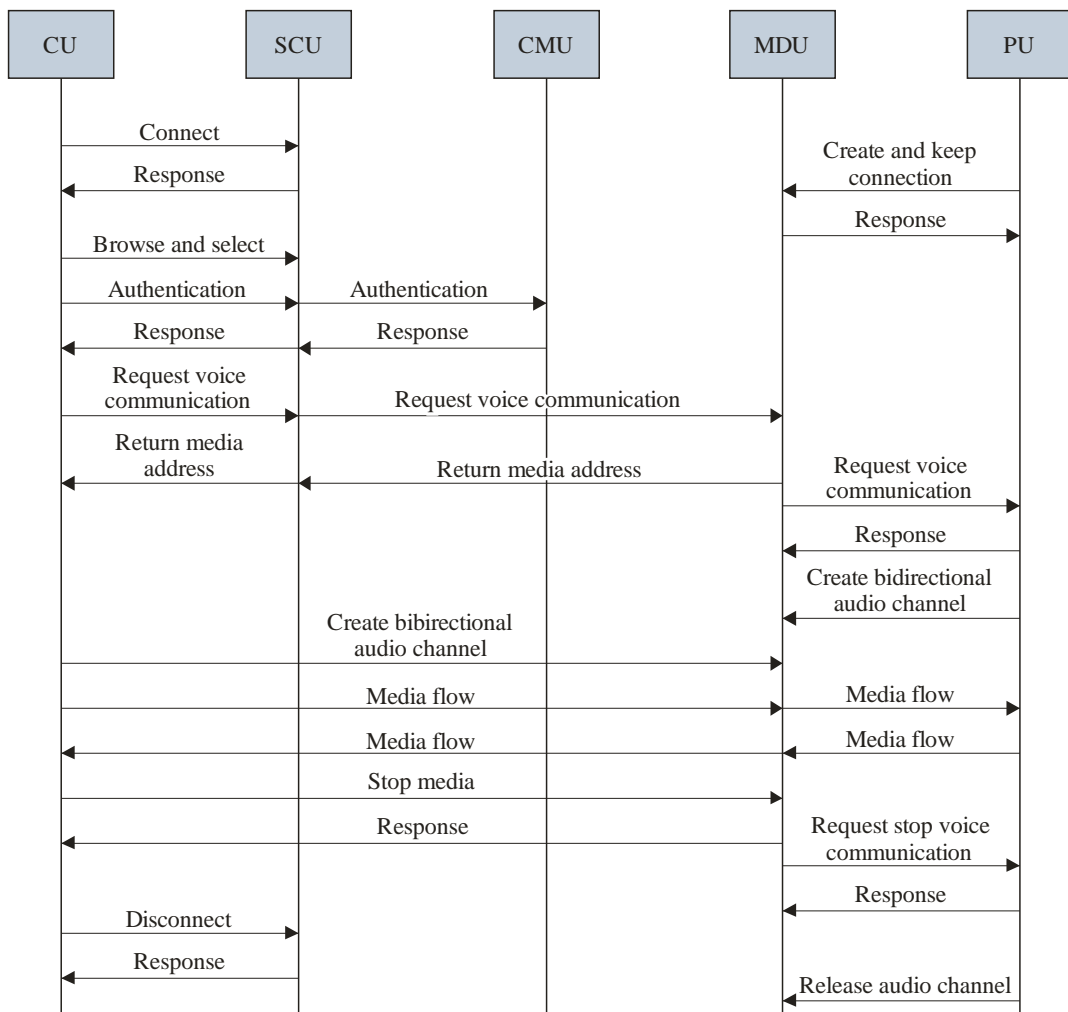 CU
SCU
CMU
MDU
PU
Connect
Create and keep
connection
Response
Response
Browse and select
Authentication
Authentication
Response
Response
Request voice
communication
Request voice communication
Return media
address
Return media address
Request voice
communication
Response
Create bidirectional
audio channel
Create bibirectional
audio channel
Media flow
Media flow
Media flow
Media flow
Stop media
Response
Request stop voice
communication
Response
Disconnect
Response
Release audio channel